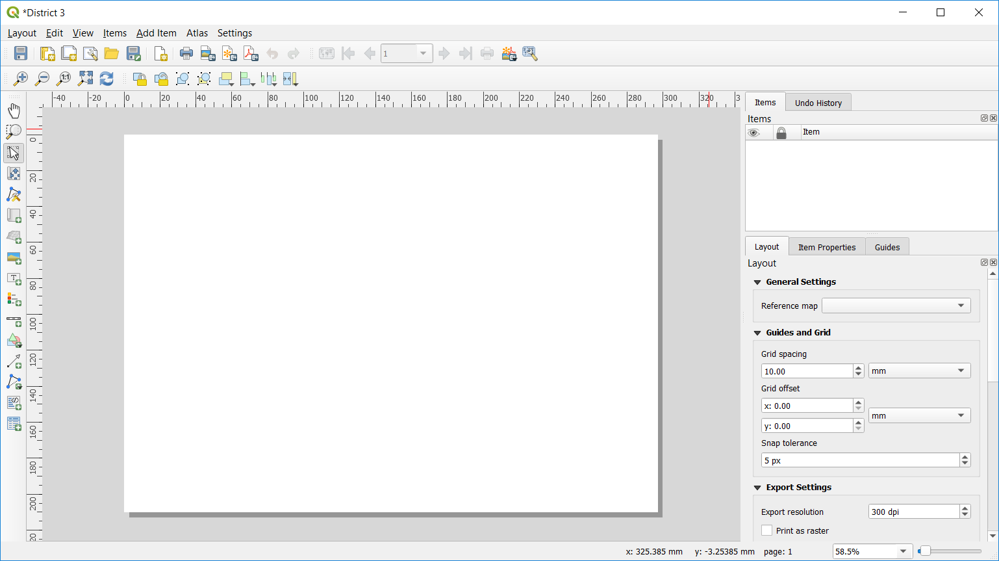 *District 3
Layout Edit View Items Add Item Atlas Settings
1
1:1
-40 -20 0 20 40 60 80 100 120 140 160 180 200 220 240 260 280 300 320 3
0
20
40
60
80
100
120
140
160
180
200
20
T
Items Undo History
Items
Item
Layout Item Properties Guides
Layout
General Settings
Reference map
Guides and Grid
Grid spacing
10.00 mm
Grid offset
x: 0.00
mm
y: 0.00
Snap tolerance
5 px
Export Settings
Export resolution 300 dpi
Print as raster
x: 325.385 mm y: -3.25385 mm page: 1 58.5%